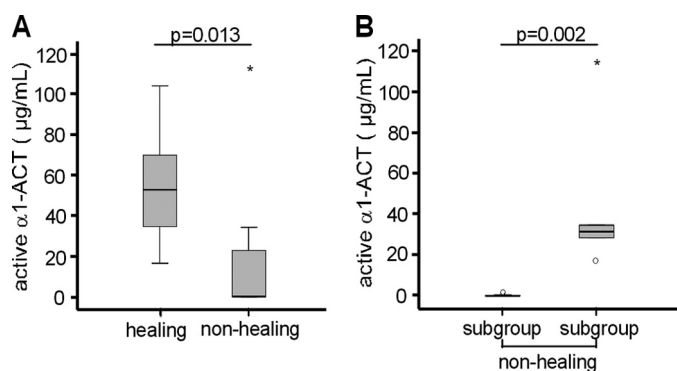 A
p=0.013
active α1-ACT ( µg/mL)
120
100
80
60
40
20
0
*
healing
non-healing
B
p=0.002
active α1-ACT ( µg/mL)
120
100
80
60
40
20
0
*
subgroup
subgroup
non-healing